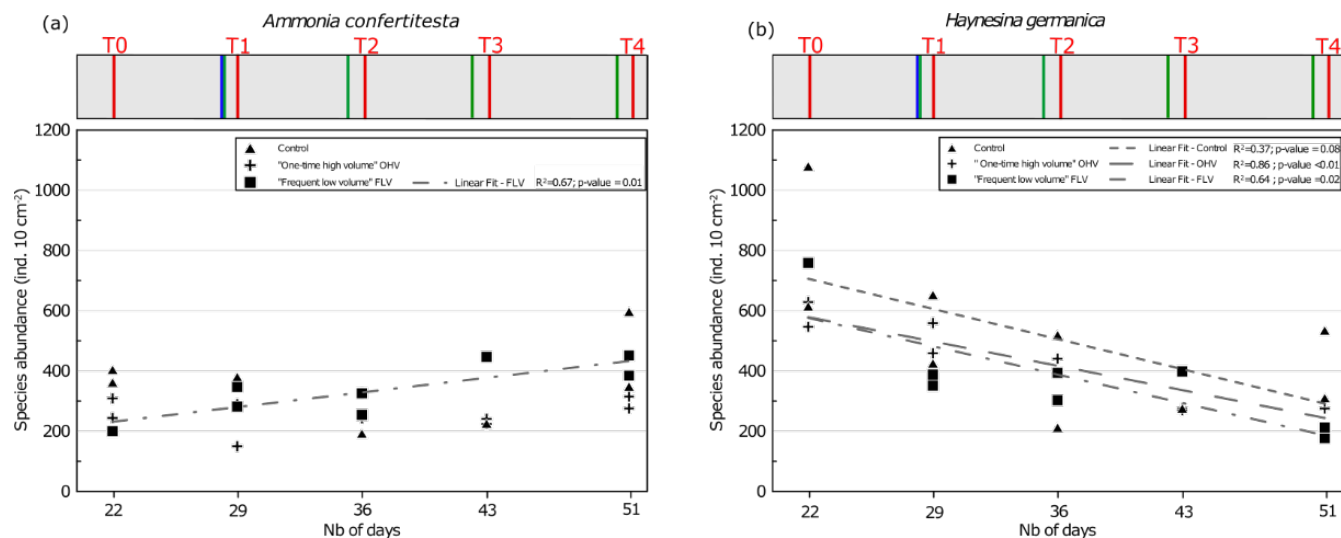 (a)
Ammonia confertitesta
T0 T1 T2 T3 T4
1200
1000
800
600
400
200
0
Species abundance (ind. 10 cm-2)
Control
"One-time high volume" OHV
"Frequent low volume" FLV
Linear Fit - FLV
R²=0.67; p-value = 0.01
22 29 36 43 51
Nb of days
(b)
Haynesina germanica
T0 T1 T2 T3 T4
1200
1000
800
600
400
200
0
Species abundance (ind. 10 cm-2)
Control
Linear Fit - Control
R²=0.37; p-value = 0.08
" One-time high volume" OHV
Linear Fit - OHV
R²=0.86 ; p-value <0.01
"Frequent low volume" FLV
Linear Fit - FLV
R²=0.64 ; p-value =0.02
22 29 36 43 51
Nb of days